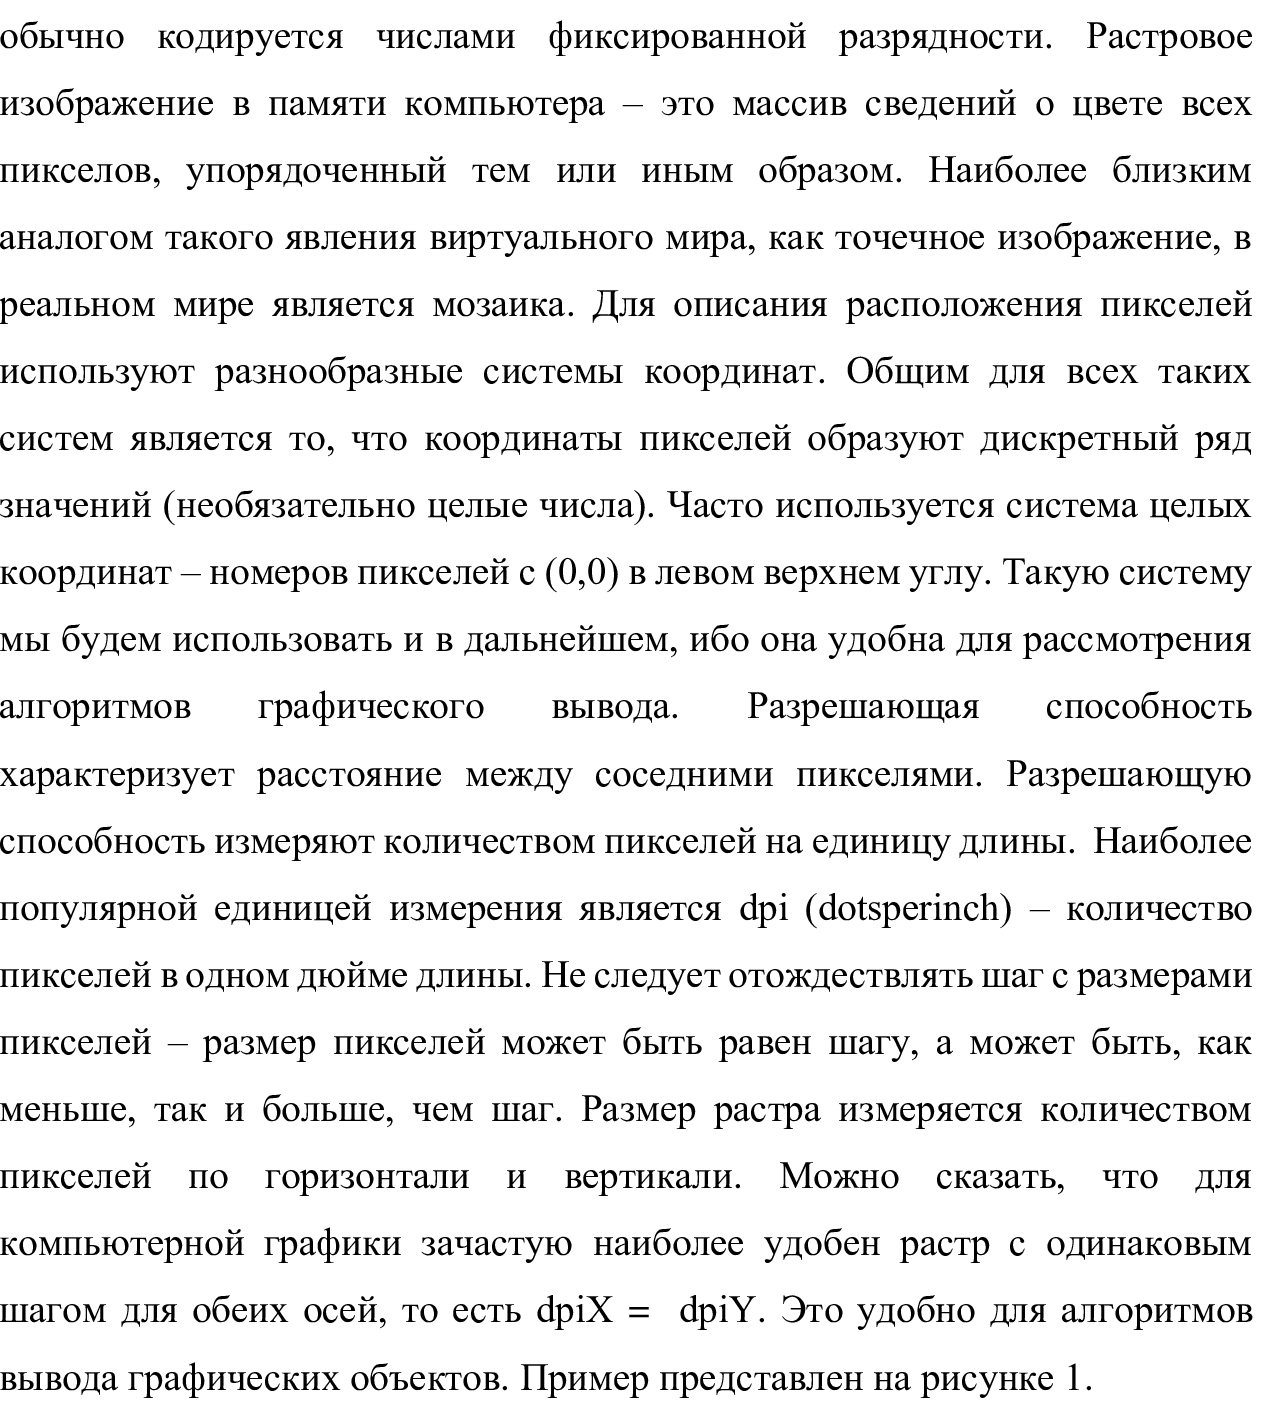 обычно кодируется числами фиксированной разрядности. Растровое
изображение в памяти компьютера – это массив сведений о цвете всех
пикселов, упорядоченный тем или иным образом. Наиболее близким
аналогом такого явления виртуального мира, как точечное изображение, в
реальном мире является мозаика. Для описания расположения пикселей
используют разнообразные системы координат. Общим для всех таких
систем является то, что координаты пикселей образуют дискретный ряд
значений (необязательно целые числа). Часто используется система целых
координат – номеров пикселей с (0,0) в левом верхнем углу. Такую систему
мы будем использовать и в дальнейшем, ибо она удобна для рассмотрения
алгоритмов графического вывода. Разрешающая способность
характеризует расстояние между соседними пикселями. Разрешающую
способность измеряют количеством пикселей на единицу длины. Наиболее
популярной единицей измерения является dpi (dotsperinch) – количество
пикселей в одном дюйме длины. Не следует отождествлять шаг с размерами
пикселей – размер пикселей может быть равен шагу, а может быть, как
меньше, так и больше, чем шаг. Размер растра измеряется количеством
пикселей по горизонтали и вертикали. Можно сказать, что для
компьютерной графики зачастую наиболее удобен растр с одинаковым
шагом для обеих осей, то есть dpiX = dpiY. Это удобно для алгоритмов
вывода графических объектов. Пример представлен на рисунке 1.